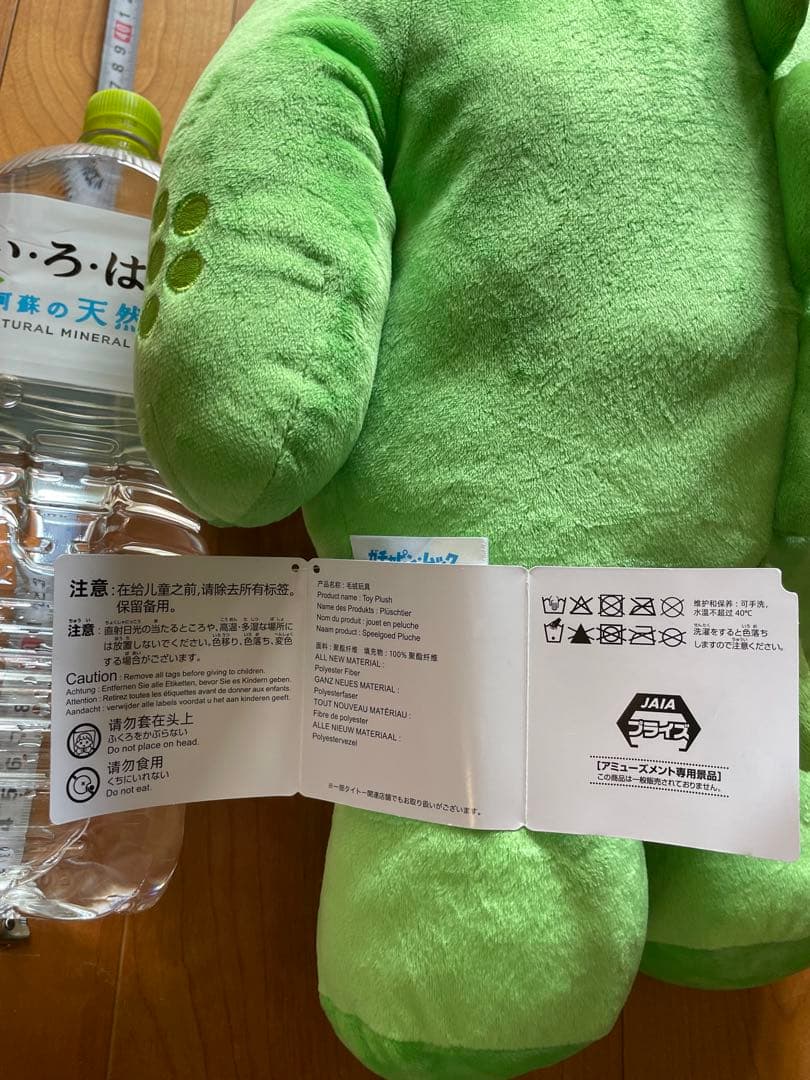 い・ろ・は
阿蘇の天然
TURAL MINERAL
ガチャピン・ムック
注意:在给儿童之前,请除去所有标签。
保留备用。
注意:直射日光の当たるところや、高温・多湿な場所に
は放置しないでください。色移り、色落ち、変色
する場合がございます。
Caution : Remove all tags before giving to children.
Achtung : Entfernen Sie alle Etiketten, bevor Sie es Kindern geben.
Attention : Retirez toutes les étiquettes avant de donner aux enfants.
Aandacht : verwijder alle labels voordat u het aan kinderen geeft.
请勿套在头上
ふくろをかぶらない
Do not place on head.
请勿食用
くちにいれない
Do not eat.
产品名称:毛绒玩具
Product name : Toy Plush
Name des Produkts : Plüschtier
Nom du produit : jouet en peluche
Naam product : Speelgoed Pluche
面料:聚酯纤维 填充物:100%聚酯纤维
ALL NEW MATERIAL :
Polyester Fiber
GANZ NEUES MATERIAL :
Polyesterfaser
TOUT NOUVEAU MATÉRIAU :
Fibre de polyester
ALLE NIEUW MATERIAAL :
Polyestervezel
※一部タイトー関連店舗でもお取り扱いがございます。
维护和保养:可手洗,
水温不超过 40℃
洗濯をすると色落ち
しますので注意ください。
JAIA
プライズ
【アミューズメント専用景品】
この商品は一般販売されておりません。